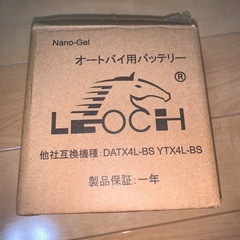 Nano-Gel
オートバイ用バッテリー
®
LEOCH
他社互換機種：DATX4L-BS YTX4L-BS
製品保証：一年